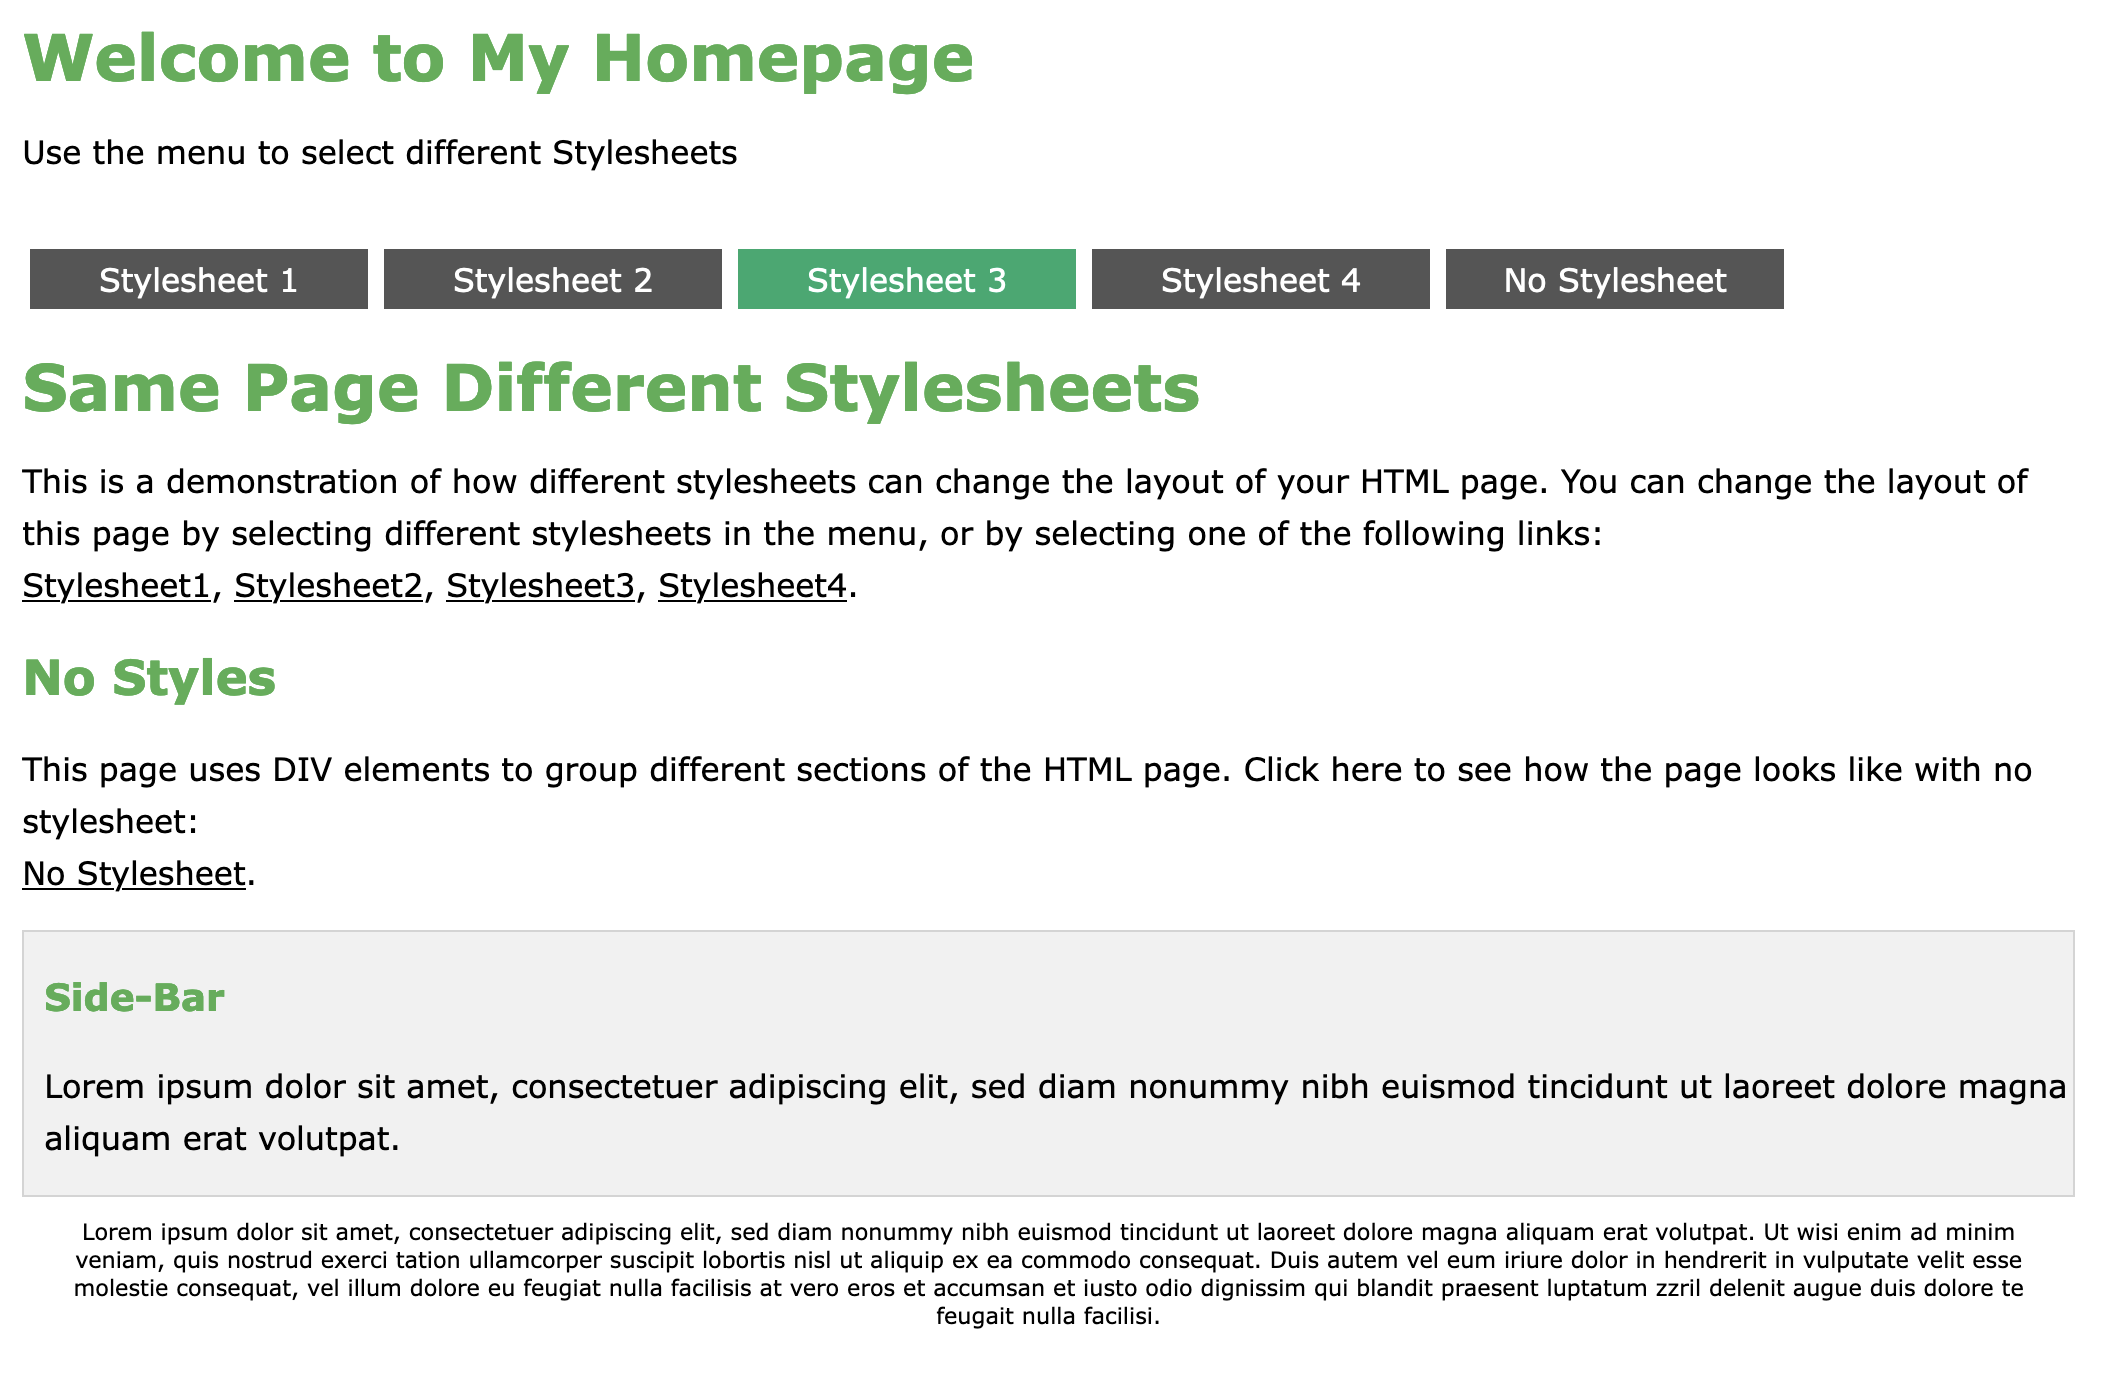 Welcome to My Homepage
Use the menu to select different Stylesheets
Stylesheet 1
Stylesheet 2
Stylesheet 3
Stylesheet 4
No Stylesheet
Same Page Different Stylesheets
This is a demonstration of how different stylesheets can change the layout of your HTML page. You can change the layout of
this page by selecting different stylesheets in the menu, or by selecting one of the following links:
Stylesheet1, Stylesheet2, Stylesheet3, Stylesheet4.
No Styles
This page uses DIV elements to group different sections of the HTML page. Click here to see how the page looks like with no
stylesheet:
No Stylesheet.
Side-Bar
Lorem ipsum dolor sit amet, consectetuer adipiscing elit, sed diam nonummy nibh euismod tincidunt ut laoreet dolore magna
aliquam erat volutpat.
Lorem ipsum dolor sit amet, consectetuer adipiscing elit, sed diam nonummy nibh euismod tincidunt ut laoreet dolore magna aliquam erat volutpat. Ut wisi enim ad minim
veniam, quis nostrud exerci tation ullamcorper suscipit lobortis nisl ut aliquip ex ea commodo consequat. Duis autem vel eum iriure dolor in hendrerit in vulputate velit esse
molestie consequat, vel illum dolore eu feugiat nulla facilisis at vero eros et accumsan et iusto odio dignissim qui blandit praesent luptatum zzril delenit augue duis dolore te
feugait nulla facilisi.